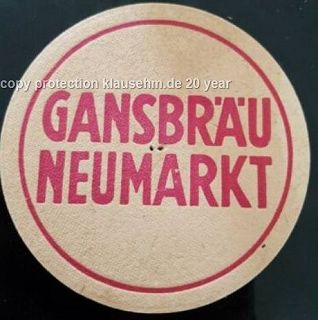 copy protection klausehm.de 20 year
GANSBRÄU
NEUMARKT